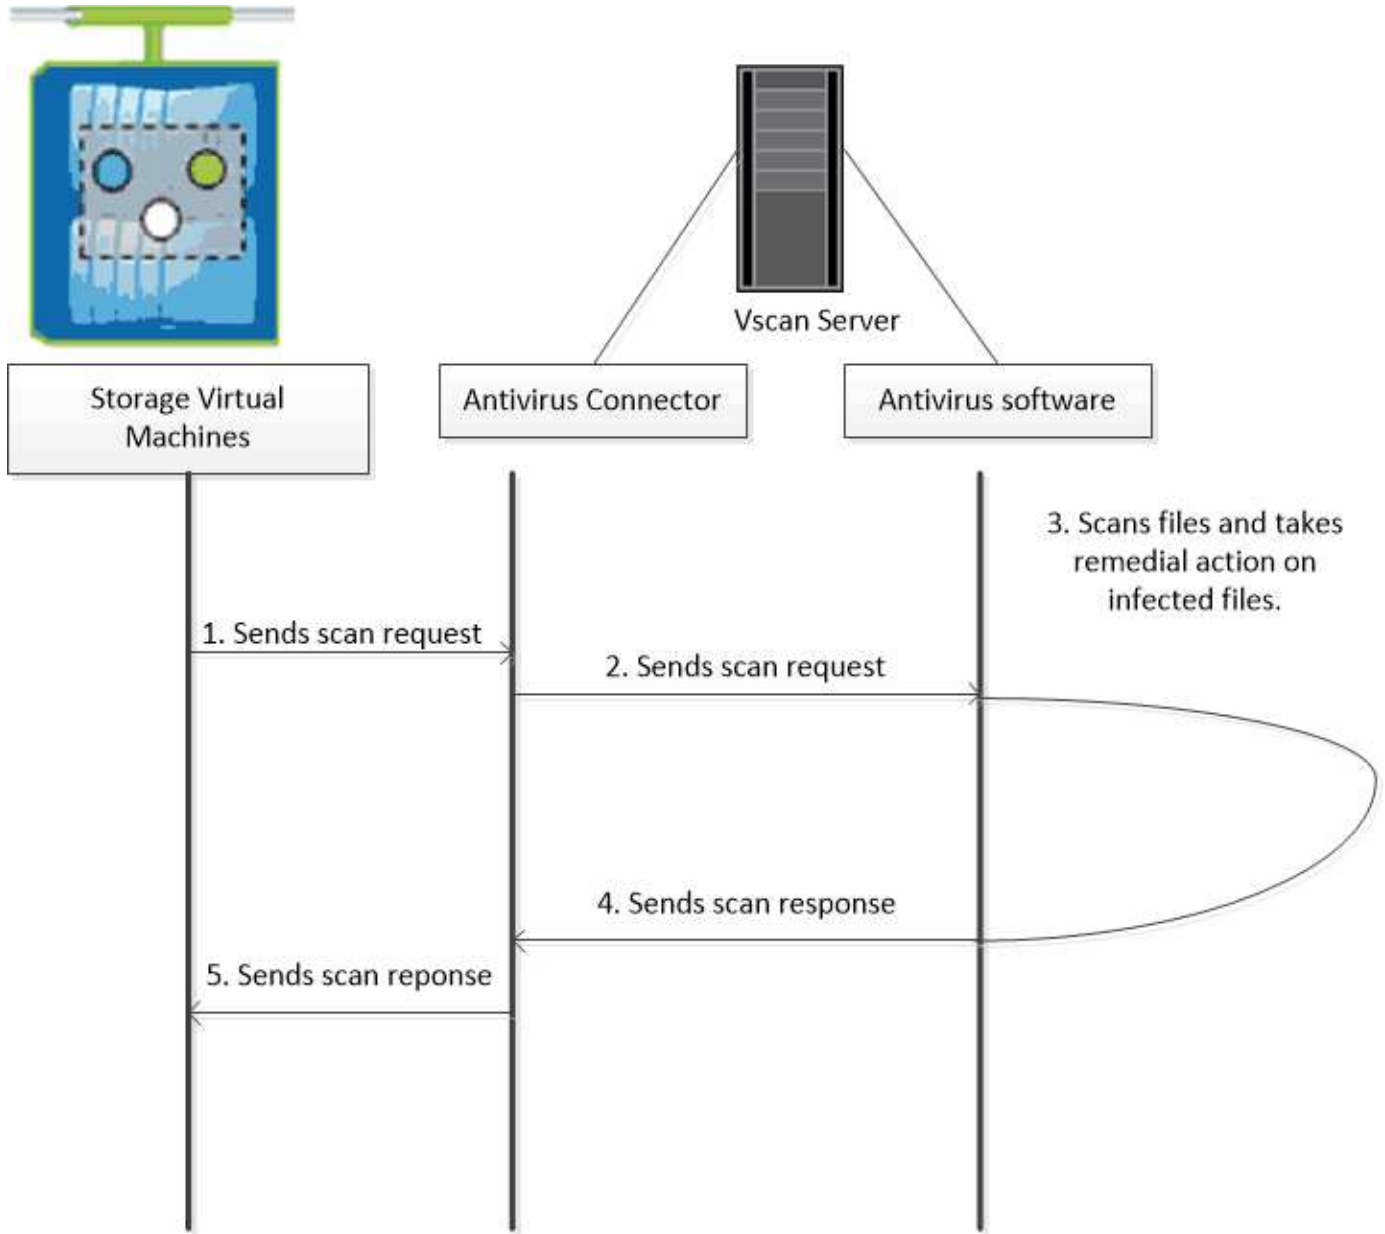 Vscan Server
Storage Virtual
Machines
Antivirus Connector
Antivirus software
3. Scans files and takes
remedial action on
infected files.
1. Sends scan request
2. Sends scan request
4. Sends scan response
5. Sends scan reponse